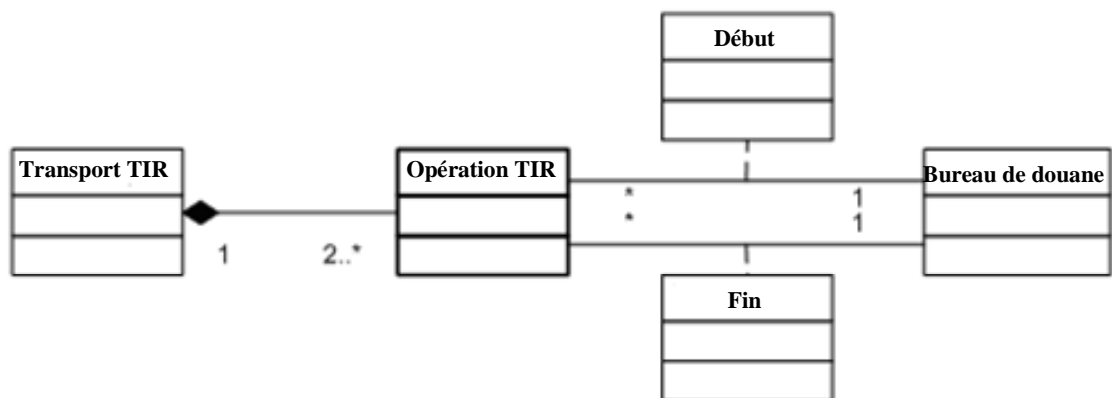 Début
Transport TIR
Opération TIR
Bureau de douane
*
1
*
1
1
2..*
Fin